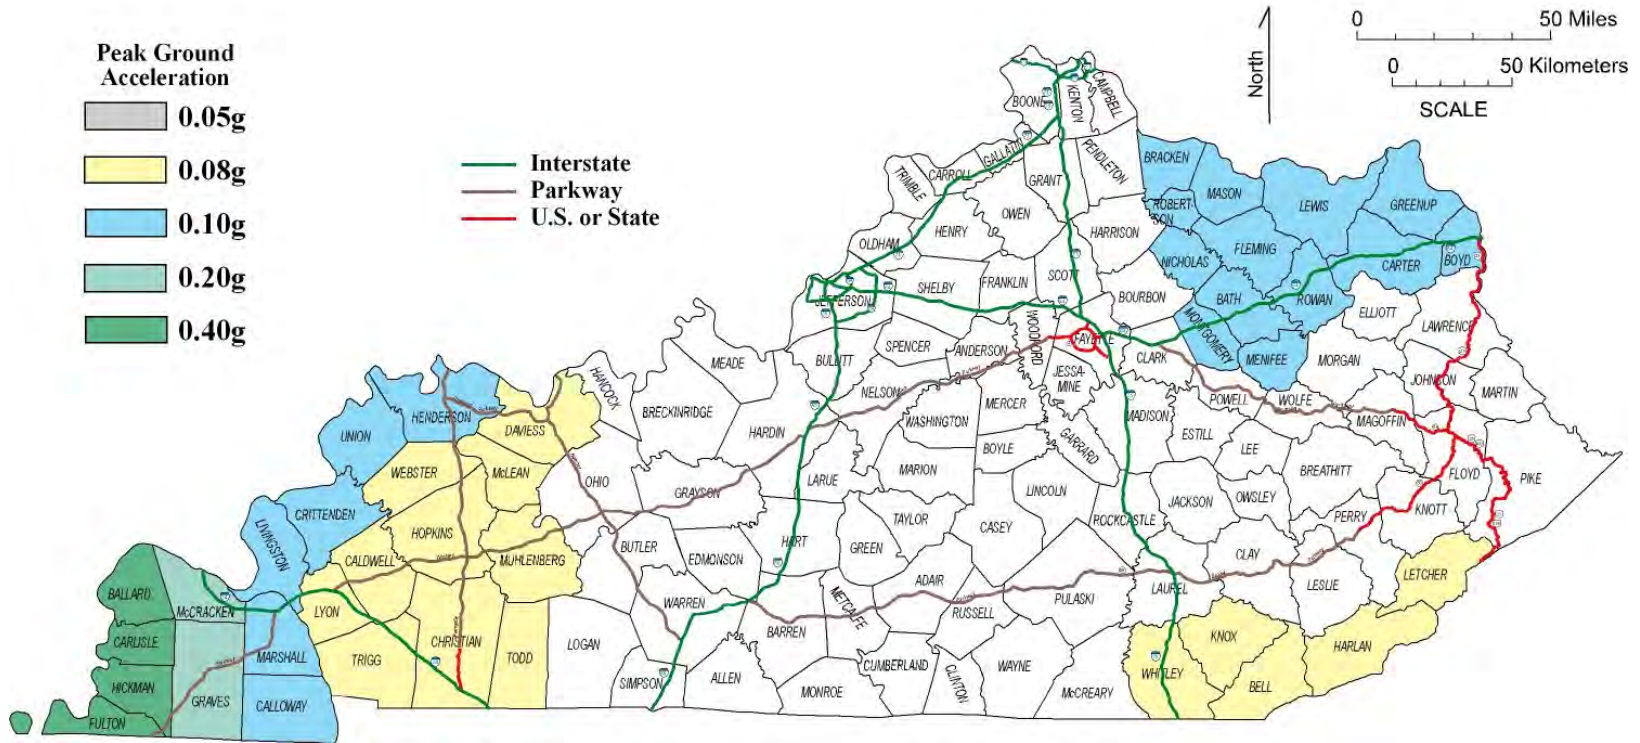 Peak Ground
Acceleration
0.05g
0.08g
0.10g
0.20g
0.40g
Interstate
Parkway
U.S. or State
North
0 50 Miles
0 50 Kilometers
SCALE
BOONE
KENTON
CAMPBELL
GALLATIN
PENDLETON
BRACKEN
TRIMBLE
CARROLL
GRANT
MASON
ROBERT-
SON
LEWIS
GREENUP
OWEN
OLDHAM
HENRY
HARRISON
NICHOLAS
FLEMING
CARTER
BOYD
JEFFERSON
SHELBY
FRANKLIN
SCOTT
BOURBON
BATH
ROWAN
ELLIOTT
LAWRENCE
WOODFORD
FAYETTE
MONTGOMERY
MENIFEE
MORGAN
BULLITT
SPENCER
ANDERSON
CLARK
MEADE
JESSA-
MINE
JOHNSON
MARTIN
HANCOCK
BRECKINRIDGE
NELSON
MERCER
POWELL
WOLFE
MAGOFFIN
HENDERSON
DAVIESS
HARDIN
WASHINGTON
MADISON
ESTILL
UNION
BOYLE
GARRARD
LEE
WEBSTER
McLEAN
OHIO
GRAYSON
LARUE
MARION
LINCOLN
JACKSON
OWSLEY
BREATHITT
FLOYD
PIKE
CRITTENDEN
LIVINGSTON
HOPKINS
CALDWELL
MUHLENBERG
BUTLER
EDMONSON
HART
GREEN
TAYLOR
CASEY
ROCKCASTLE
PERRY
KNOTT
CLAY
LESLIE
LETCHER
BALLARD
McCRACKEN
LYON
WARREN
METCALFE
ADAIR
RUSSELL
PULASKI
LAUREL
CARLISLE
MARSHALL
CHRISTIAN
TODD
LOGAN
BARREN
KNOX
HARLAN
HICKMAN
GRAVES
CALLOWAY
TRIGG
SIMPSON
ALLEN
MONROE
CUMBERLAND
CLINTON
WAYNE
McCREARY
WHITLEY
BELL
FULTON